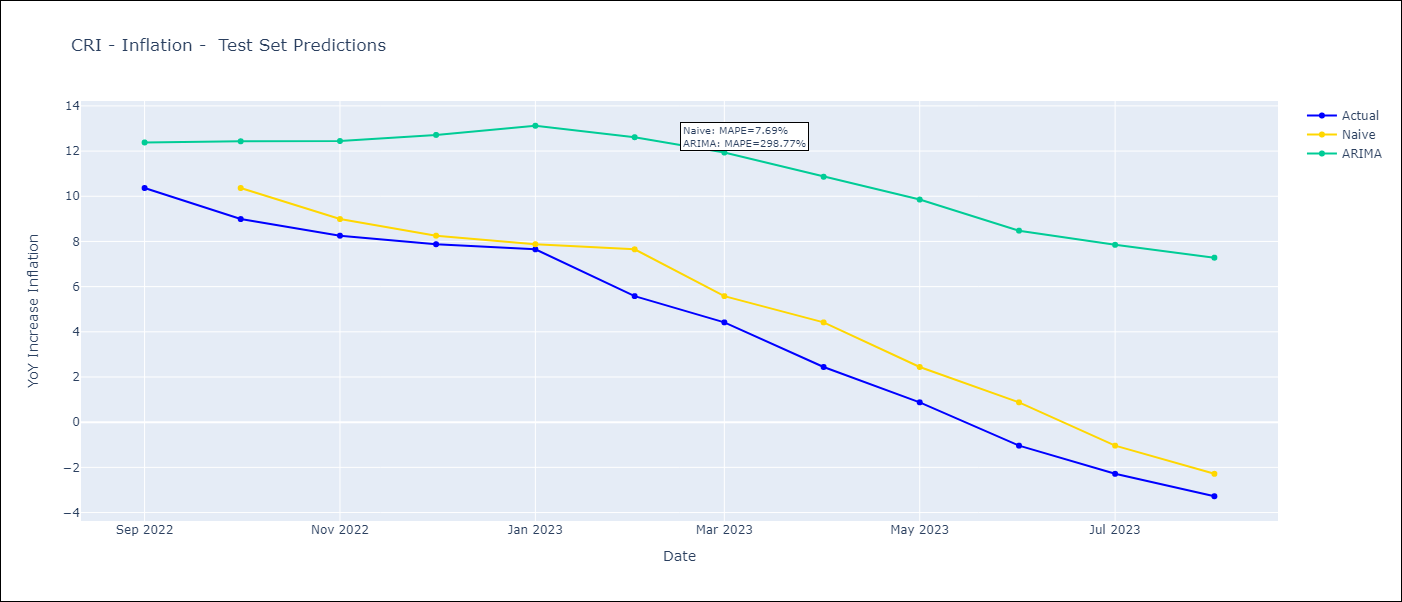 CRI - Inflation -  Test Set Predictions
14
12
10
8
6
4
2
0
−2
−4
YoY Increase Inflation
Naive: MAPE=7.69%
ARIMA: MAPE=298.77%
Actual
Naive
ARIMA
Sep 2022
Nov 2022
Jan 2023
Mar 2023
May 2023
Jul 2023
Date